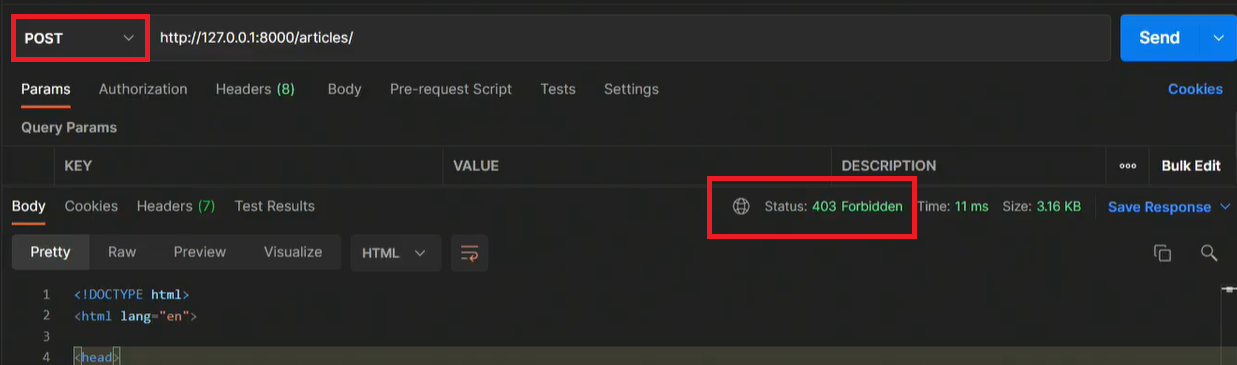 POST http://127.0.0.1:8000/articles/ Send
Params Authorization Headers (8) Body Pre-request Script Tests Settings Cookies
Query Params
KEY VALUE DESCRIPTION ooo Bulk Edit
Body Cookies Headers (7) Test Results Status: 403 Forbidden Time: 11 ms Size: 3.16 KB Save Response
Pretty Raw Preview Visualize HTML
1 <!DOCTYPE html>
2 <html lang="en">
3
4 <head>